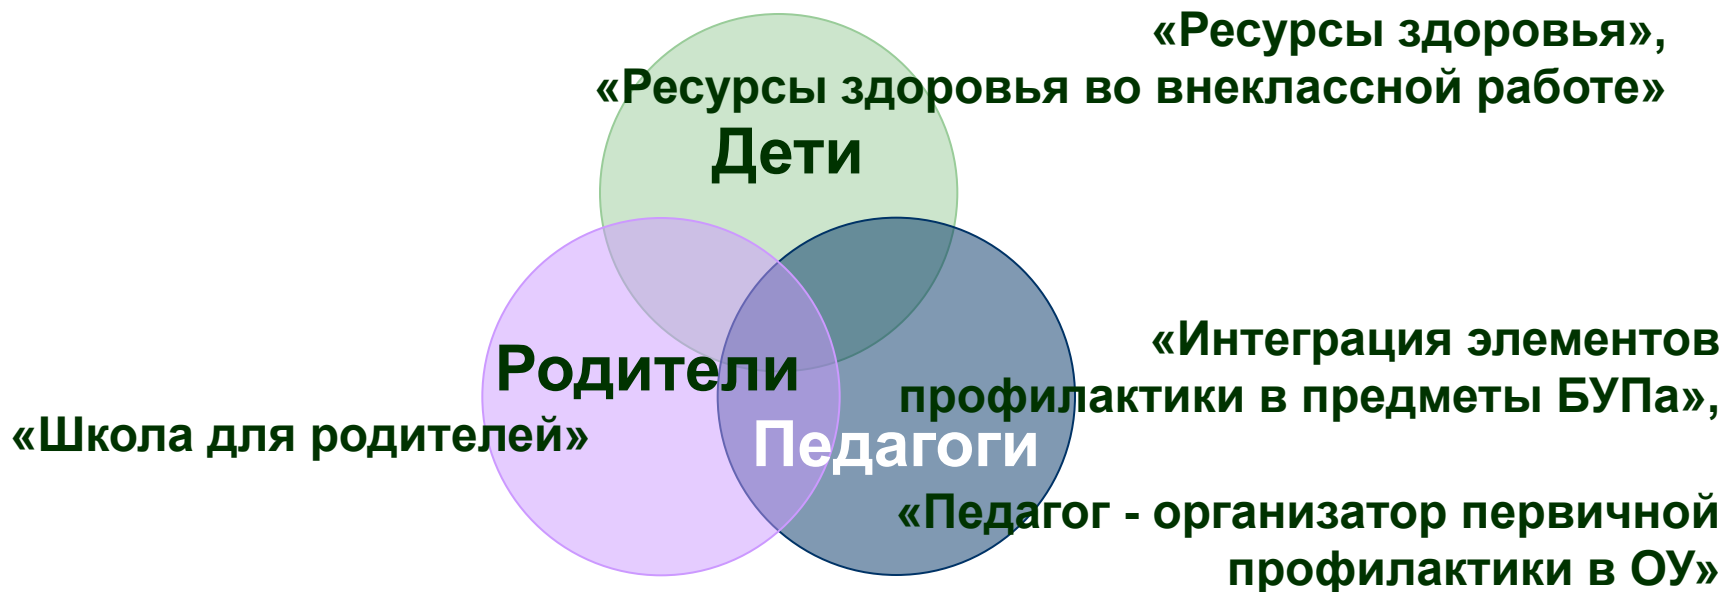 «Ресурсы здоровья»,
«Ресурсы здоровья во внеклассной работе»
Дети
Родители
«Школа для родителей»
«Интеграция элементов
профилактики в предметы БУПа»,
Педагоги
«Педагог - организатор первичной
профилактики в ОУ»